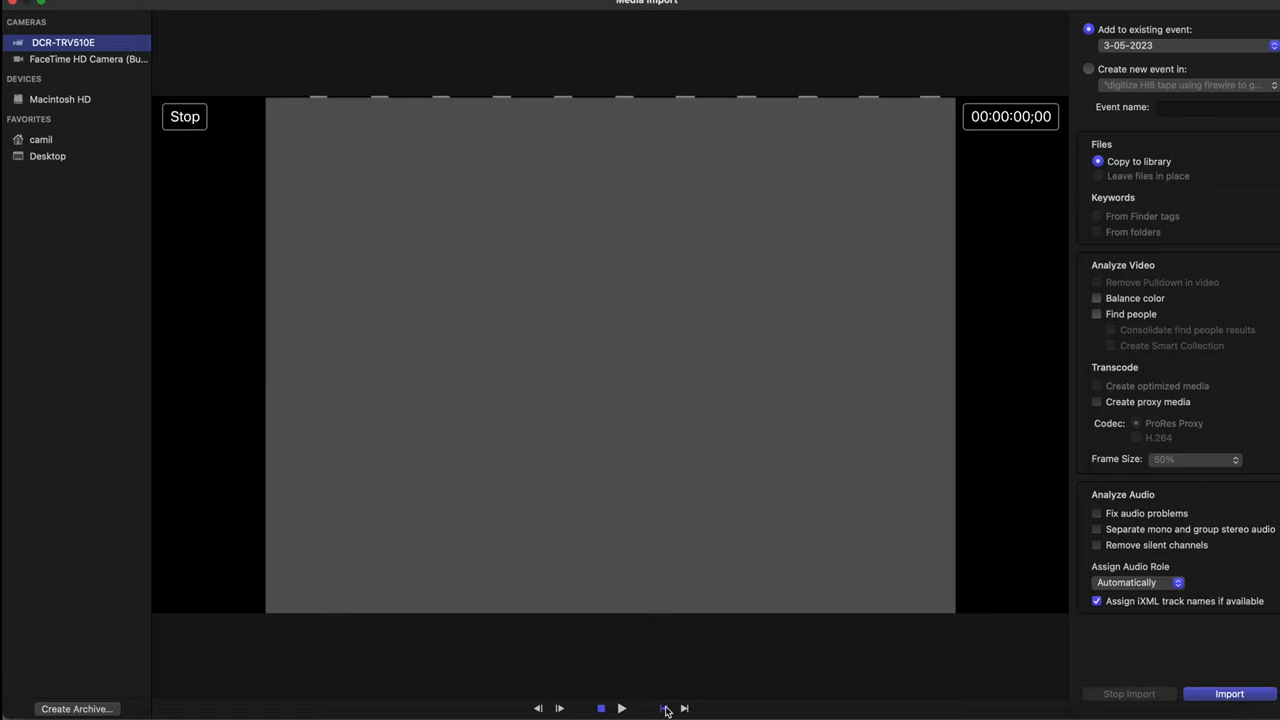 Media Import
CAMERAS
DCR-TRV510E
FaceTime HD Camera (Bu...
DEVICES
Macintosh HD
FAVORITES
camil
Desktop
Create Archive...
Stop
00:00:00;00
Add to existing event:
3-05-2023
Create new event in:
*digitize HI8 tape using firewire to g...
Event name:
Files
Copy to library
Leave files in place
Keywords
From Finder tags
From folders
Analyze Video
Remove Pulldown in video
Balance color
Find people
Consolidate find people results
Create Smart Collection
Transcode
Create optimized media
Create proxy media
Codec: ProRes Proxy
H.264
Frame Size: 50%
Analyze Audio
Fix audio problems
Separate mono and group stereo audio
Remove silent channels
Assign Audio Role
Automatically
Assign iXML track names if available
Stop Import Import